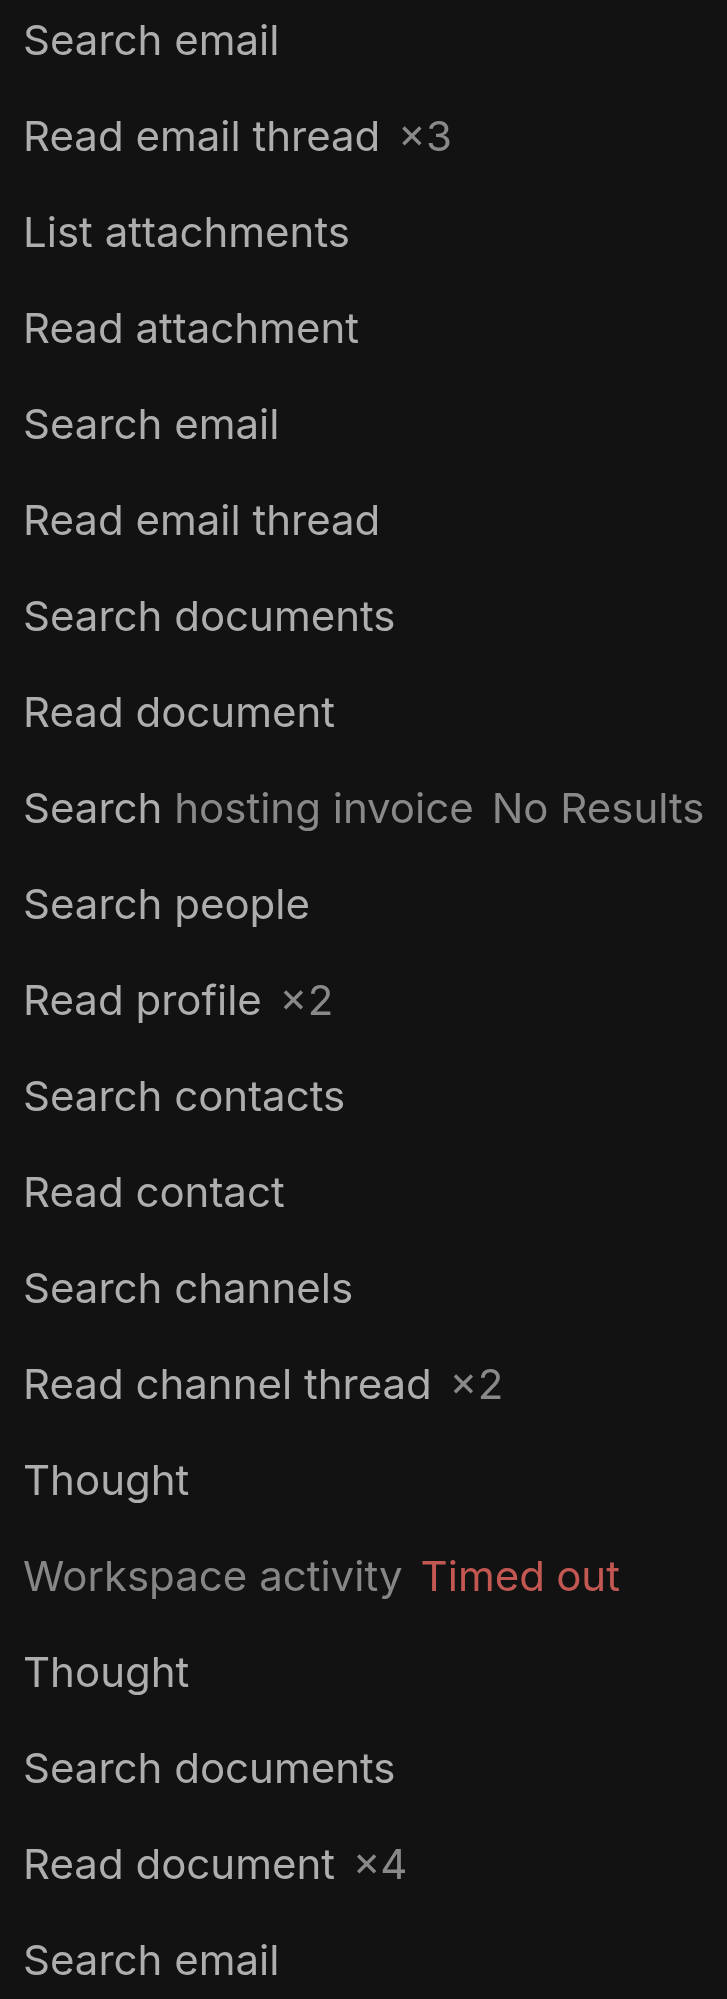 Search email
Read email thread ×3
List attachments
Read attachment
Search email
Read email thread
Search documents
Read document
Search hosting invoice No Results
Search people
Read profile ×2
Search contacts
Read contact
Search channels
Read channel thread ×2
Thought
Workspace activity Timed out
Thought
Search documents
Read document ×4
Search email